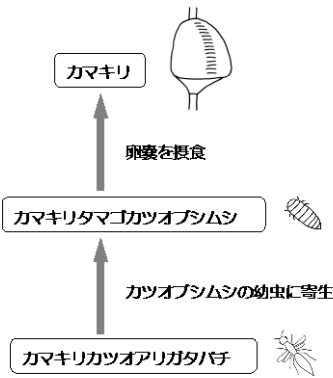 カマキリ
卵嚢を摂食
カマキリタマゴカツオブシムシ
カツオブシムシの幼虫に寄生
カマキリカツオアリガタバチ